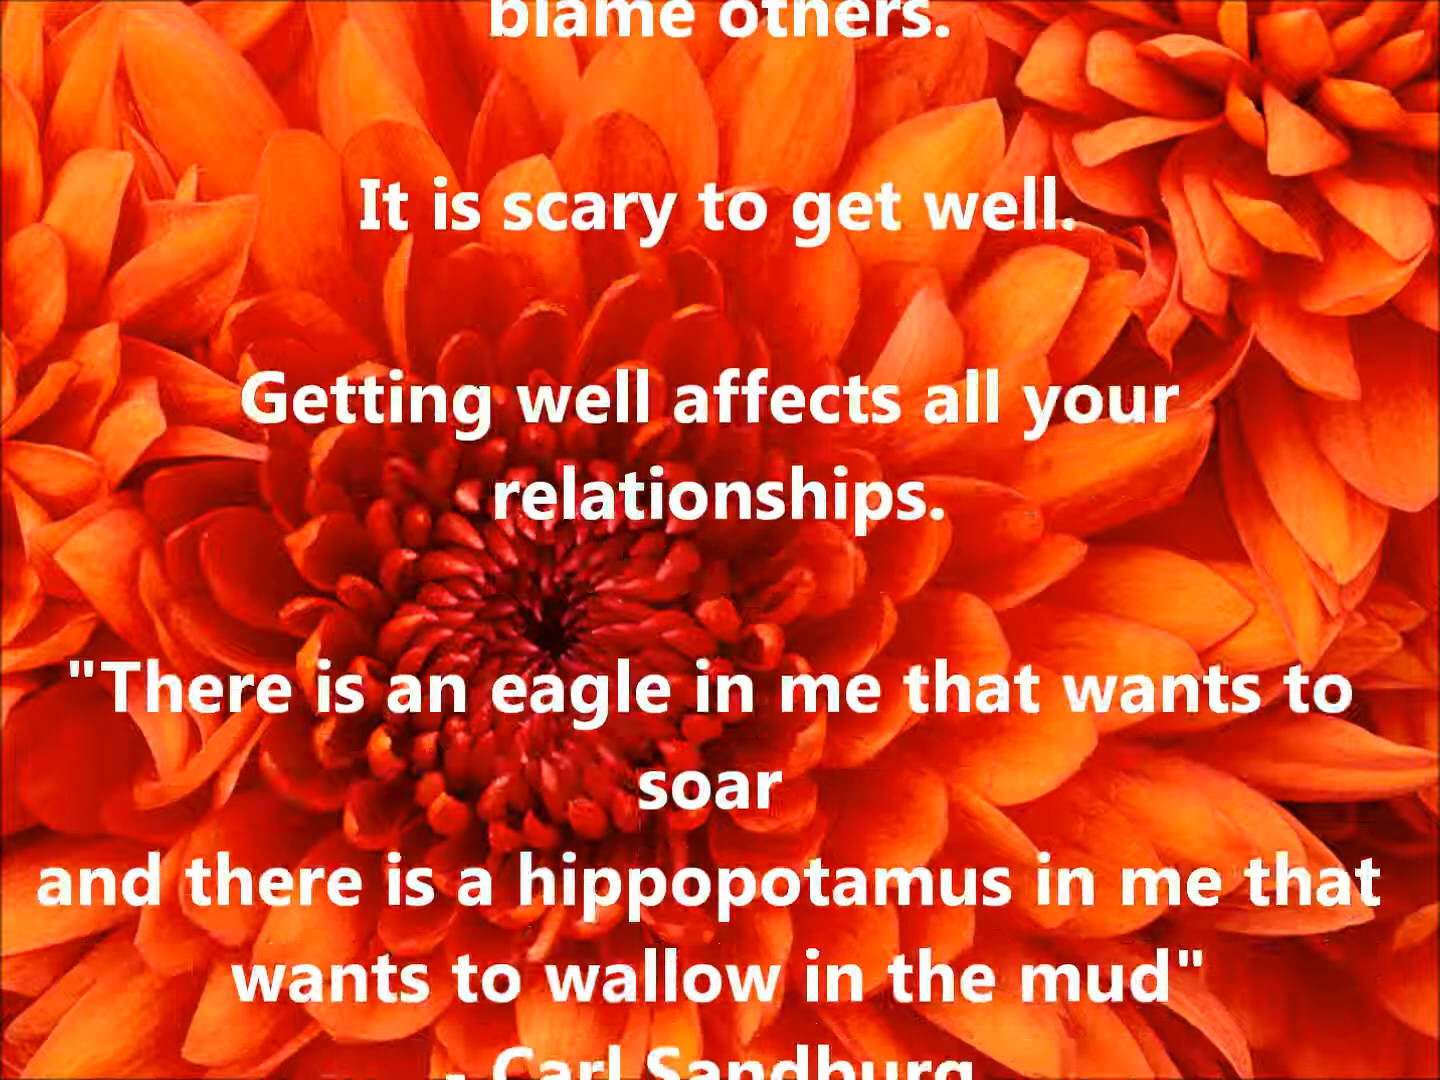 blame others.
It is scary to get well.
Getting well affects all your
relationships.
"There is an eagle in me that wants to
soar
and there is a hippopotamus in me that
wants to wallow in the mud"
- Carl Sandburg